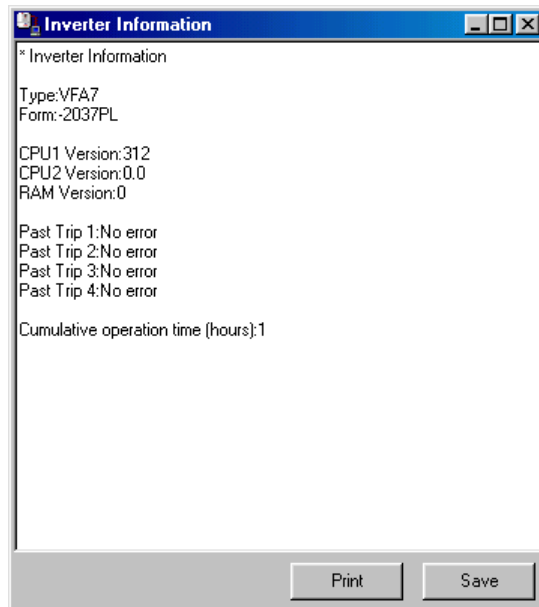 Inverter Information
* Inverter Information
Type:VFA7
Form:-2037PL
CPU1 Version:312
CPU2 Version:0.0
RAM Version:0
Past Trip 1:No error
Past Trip 2:No error
Past Trip 3:No error
Past Trip 4:No error
Cumulative operation time (hours):1
Print Save